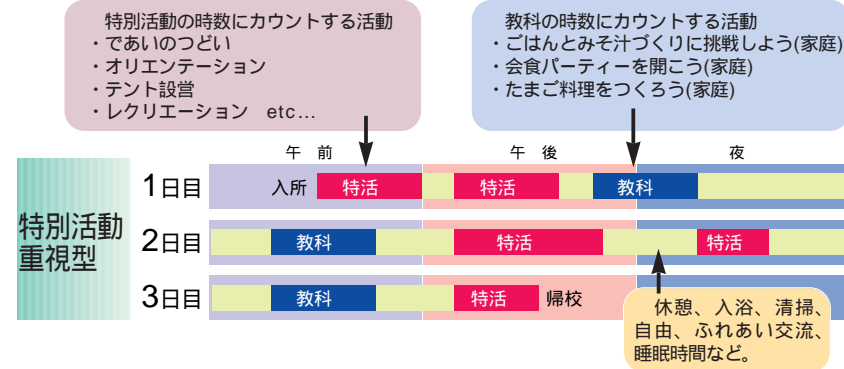 特別活動の時数にカウントする活動
・であいのつどい
・オリエンテーション
・テント設営
・レクリエーション etc…
教科の時数にカウントする活動
・ごはんとみそ汁づくりに挑戦しよう(家庭)
・会食パーティーを開こう(家庭)
・たまご料理をつくろう(家庭)
午 前
午 後
夜
特別活動
重視型
1日目
入所
特活
特活
教科
2日目
教科
特活
特活
3日目
教科
特活
帰校
休憩、入浴、清掃、
自由、ふれあい交流、
睡眠時間など。